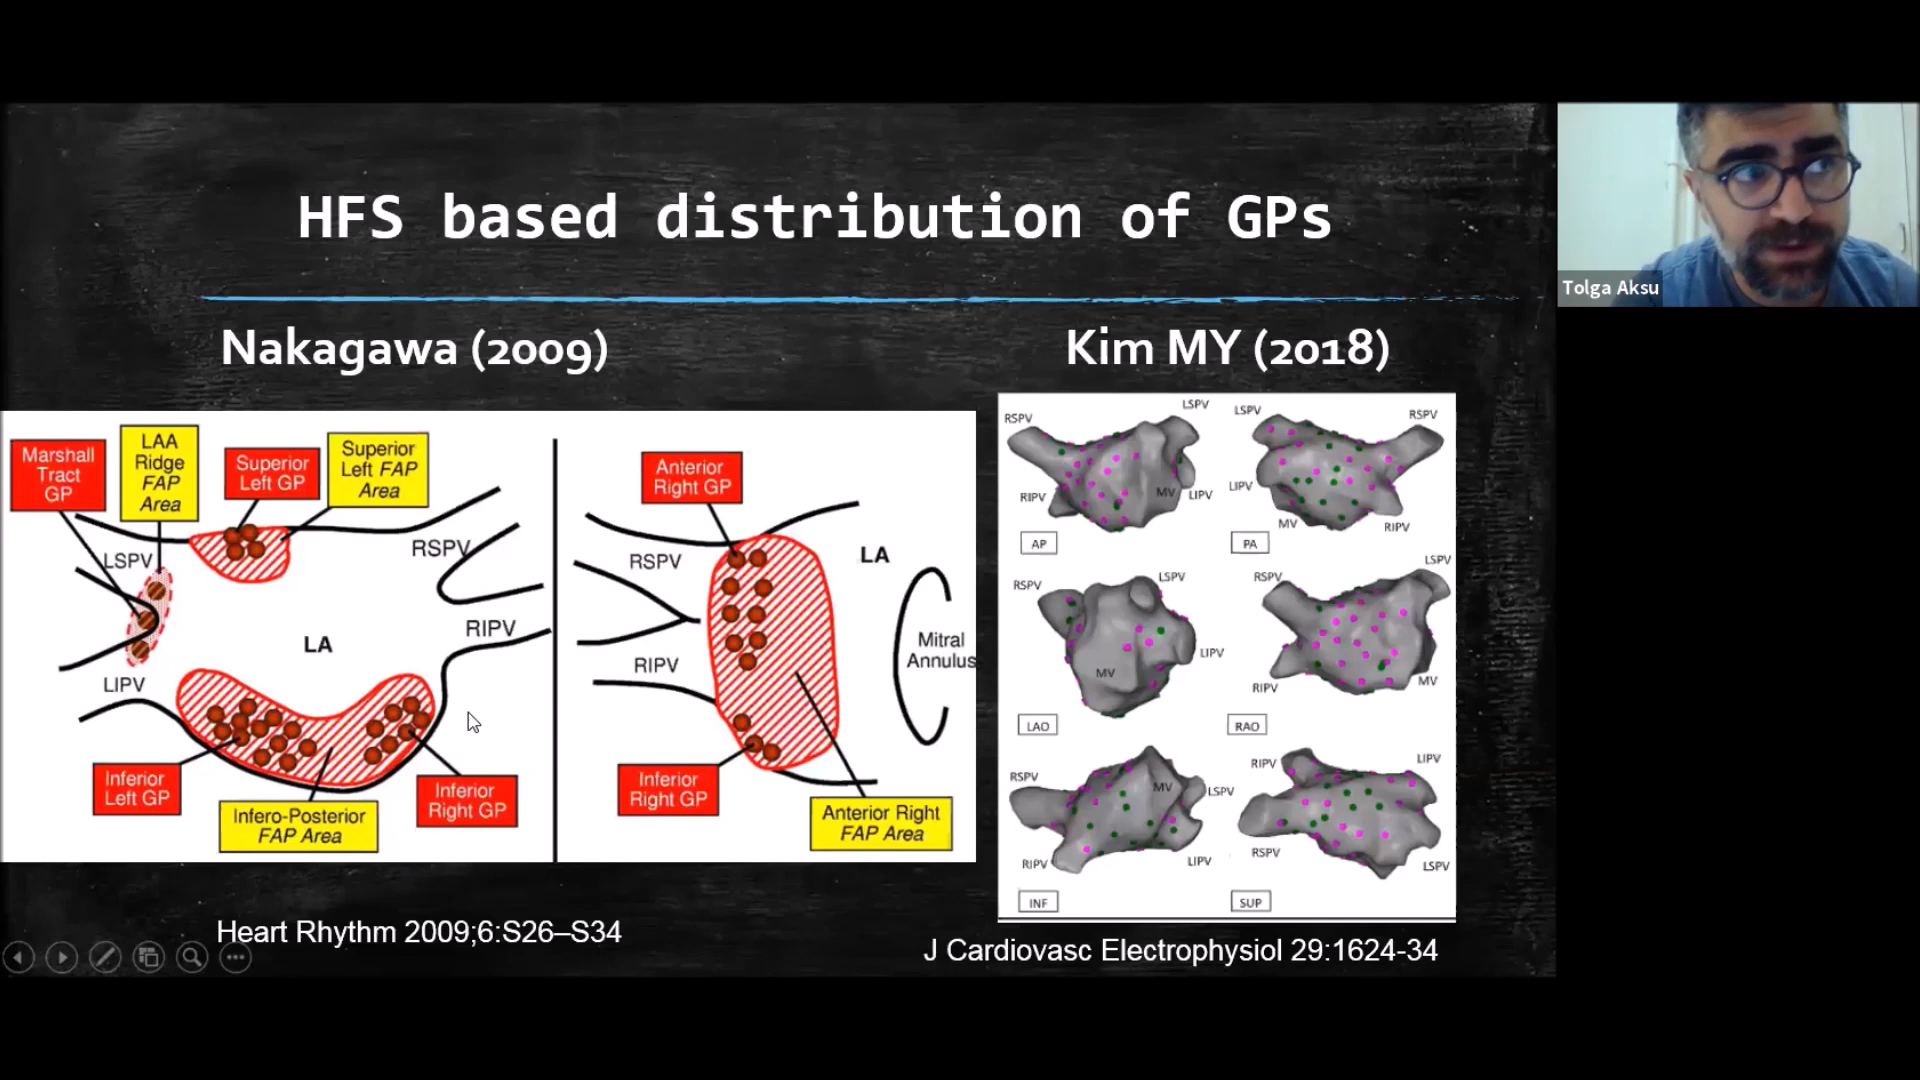 HFS based distribution of GPs
Nakagawa (2009)
Kim MY (2018)
Marshall
Tract
GP
LAA
Ridge
FAP
Area
Superior
Left GP
Superior
Left FAP
Area
LSPV
RSPV
LA
RIPV
LIPV
Inferior
Left GP
Infero-Posterior
FAP Area
Inferior
Right GP
Anterior
Right GP
RSPV
LA
RIPV
Mitral
Annulus
Inferior
Right GP
Anterior Right
FAP Area
RSPV
LSPV
RIPV
MV
LIPV
AP
LSPV
RSPV
LIPV
MV
RIPV
PA
RSPV
LSPV
LIPV
MV
LAO
RSPV
LSPV
RIPV
MV
RAO
RSPV
MV
LSPV
RIPV
LIPV
INF
RIPV
LIPV
RSPV
LSPV
SUP
Heart Rhythm 2009;6:S26–S34
J Cardiovasc Electrophysiol 29:1624-34
Tolga Aksu